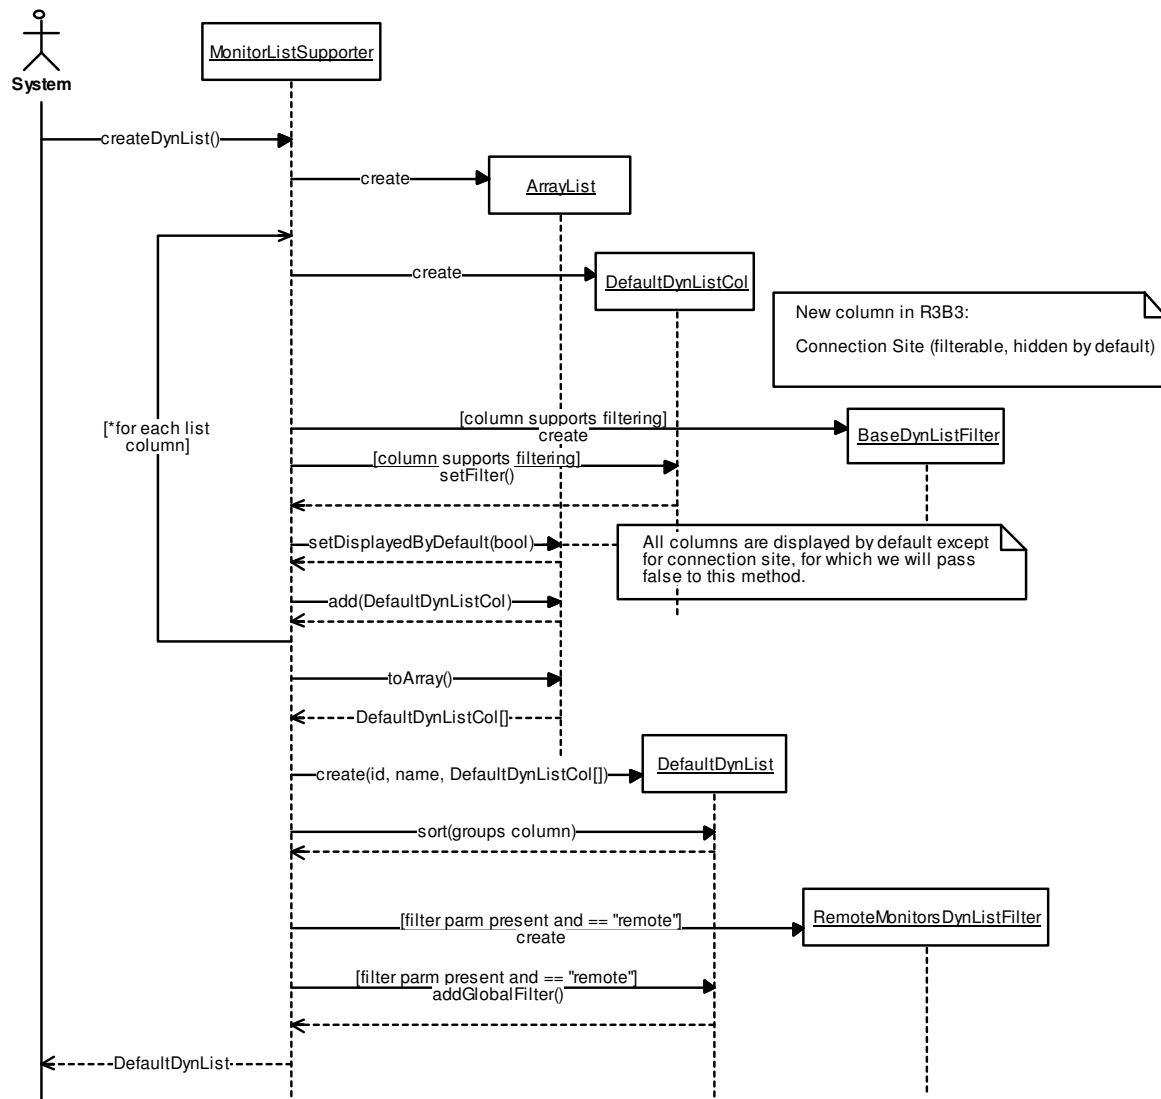 System
MonitorListSupporter
createDynList()
create
ArrayList
create
DefaultDynListCol
New column in R3B3:
Connection Site (filterable, hidden by default)
[*for each list
column]
[column supports filtering]
create
BaseDynListFilter
[column supports filtering]
setFilter()
setDisplayedByDefault(bool)
All columns are displayed by default except
for connection site, for which we will pass
false to this method.
add(DefaultDynListCol)
toArray()
DefaultDynListCol[]
create(id, name, DefaultDynListCol[])
DefaultDynList
sort(groups column)
[filter parm present and == "remote"]
create
RemoteMonitorsDynListFilter
[filter parm present and == "remote"]
addGlobalFilter()
DefaultDynList